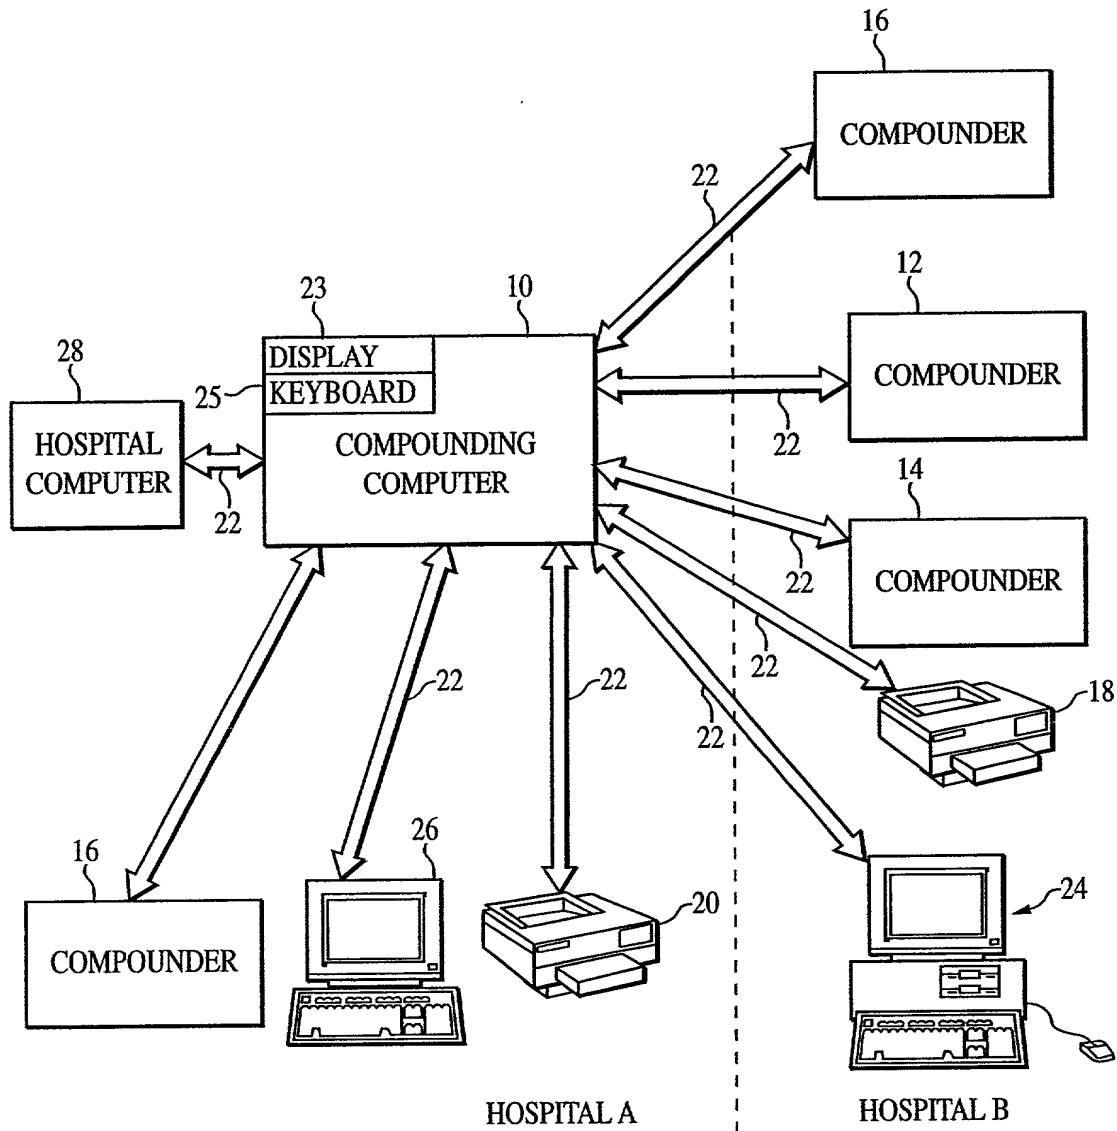 16
COMPOUNDER
22
23
10
12
DISPLAY
28
25
KEYBOARD
COMPOUNDER
HOSPITAL
COMPUTER
COMPOUNDING
COMPUTER
22
22
14
22
COMPOUNDER
22
22
22
22
18
26
16
20
24
COMPOUNDER
HOSPITAL A
HOSPITAL B